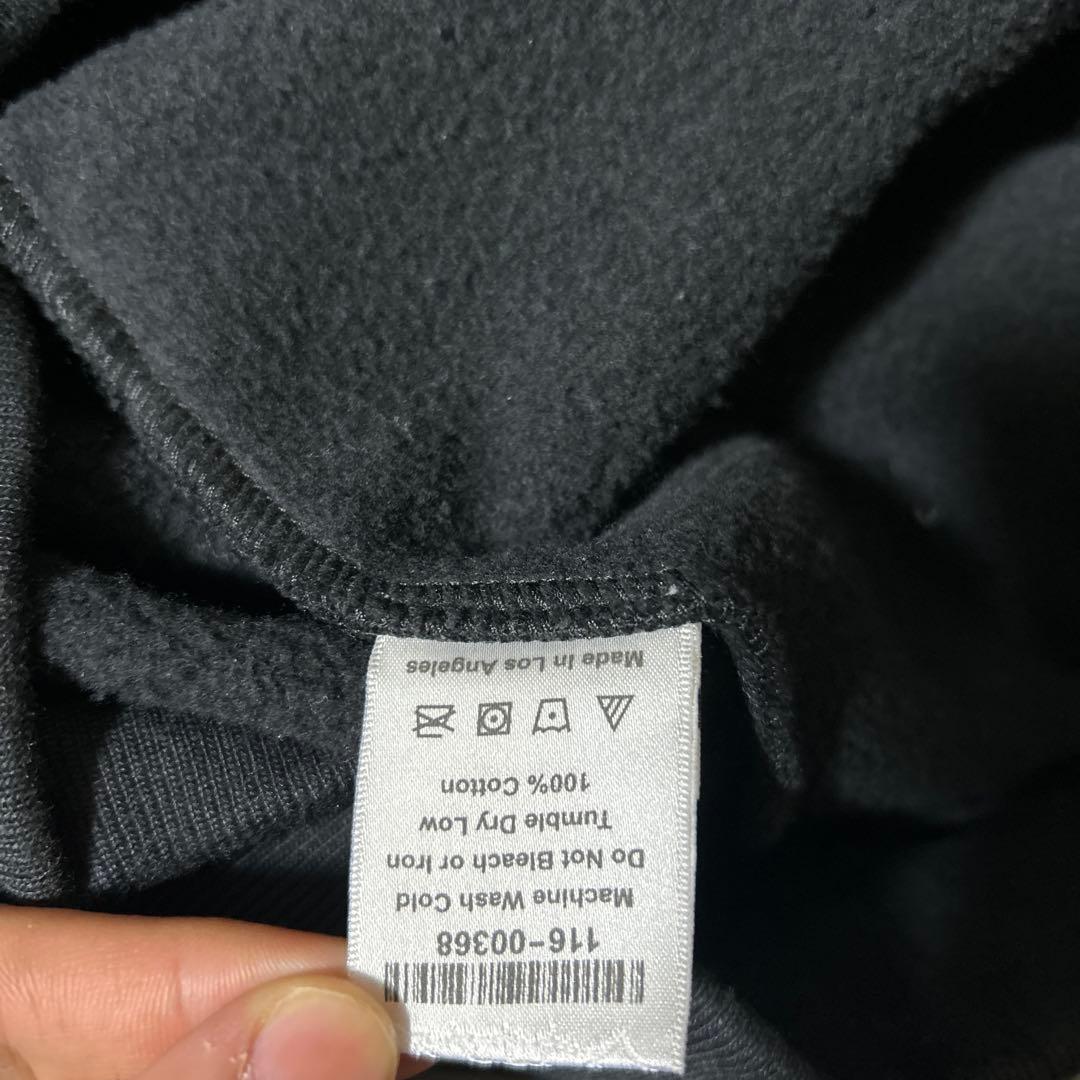 116-00368
Machine Wash Cold
Do Not Bleach or Iron
Tumble Dry Low
100% Cotton
Made In Los Angeles